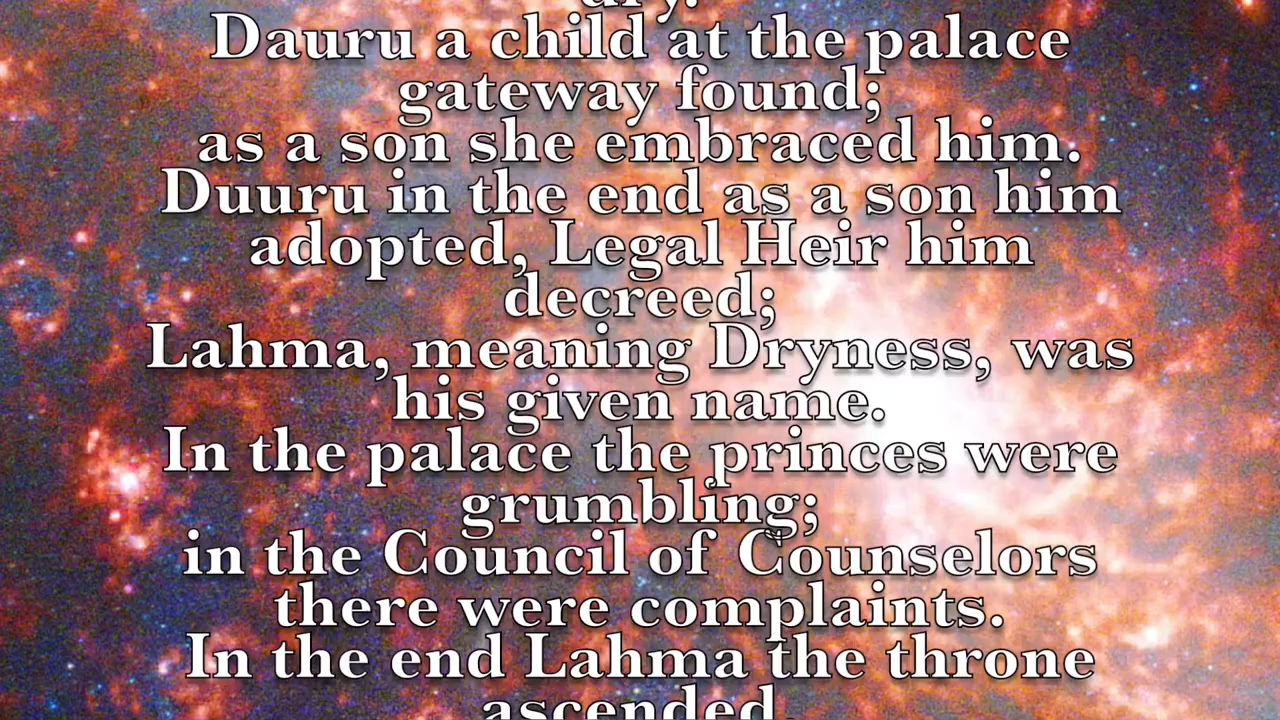 dry.
Dauru a child at the palace
gateway found;
as a son she embraced him.
Duuru in the end as a son him
adopted, Legal Heir him
decreed;
Lahma, meaning Dryness, was
his given name.
In the palace the princes were
grumbling;
in the Council of Counselors
there were complaints.
In the end Lahma the throne
ascended.